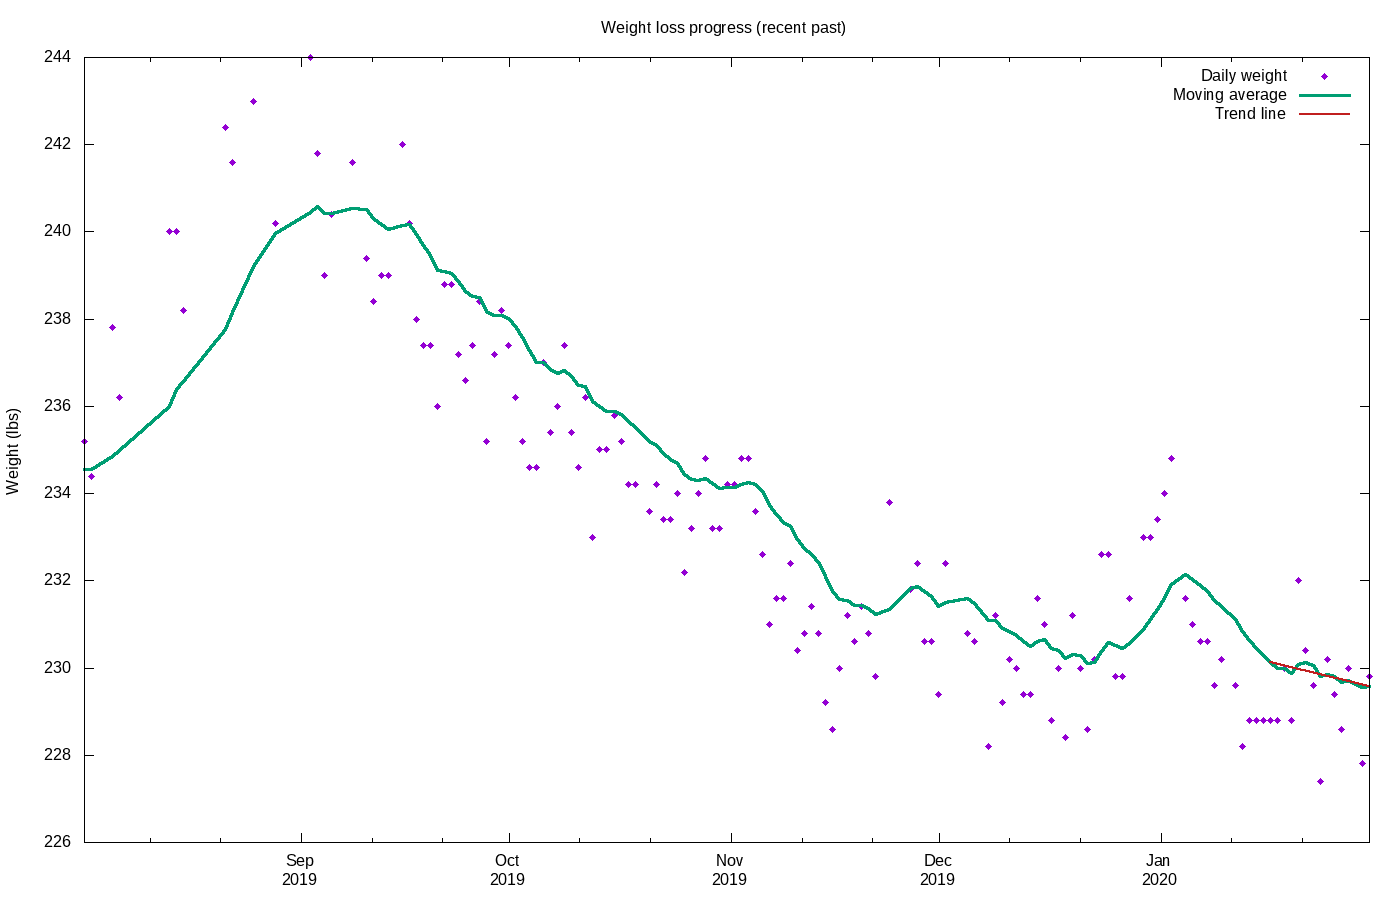 Weight loss progress (recent past)
Daily weight
Moving average
Trend line
Weight (lbs)
244
242
240
238
236
234
232
230
228
226
Sep Oct Nov Dec Jan
2019 2019 2019 2019 2020